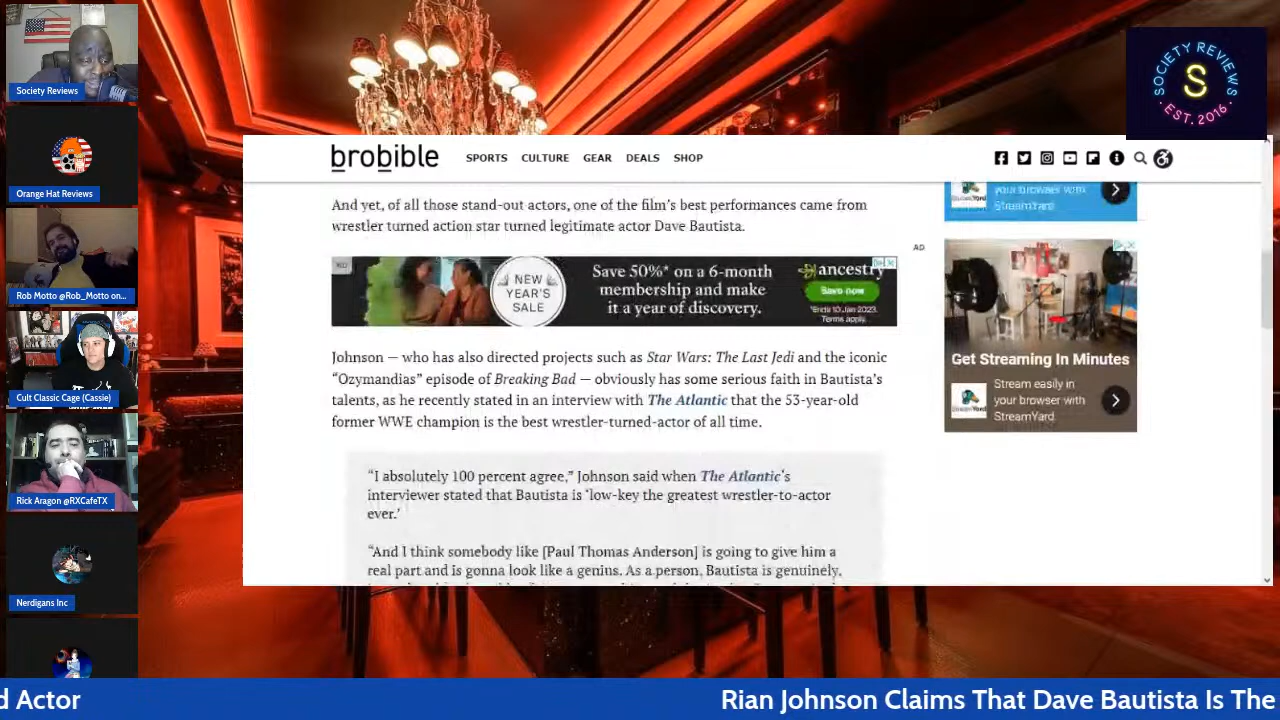 Society Reviews
Orange Hat Reviews
Rob Motto @Rob_Motto on...
Cult Classic Cage (Cassie)
Rick Aragon @RXCafeTX
Nerdigans Inc
SOCIETY REVIEWS
S
· EST. 2016 ·
brobible
SPORTS CULTURE GEAR DEALS SHOP
And yet, of all those stand-out actors, one of the film's best performances came from
wrestler turned action star turned legitimate actor Dave Bautista.
AD
NEW
YEAR'S
SALE
Save 50%* on a 6-month
membership and make
it a year of discovery.
ancestry
Save now
*Ends 10 Jan 2023.
Terms apply.
Johnson — who has also directed projects such as Star Wars: The Last Jedi and the iconic
“Ozymandias” episode of Breaking Bad — obviously has some serious faith in Bautista's
talents, as he recently stated in an interview with The Atlantic that the 53-year-old
former WWE champion is the best wrestler-turned-actor of all time.
“I absolutely 100 percent agree,” Johnson said when The Atlantic's
interviewer stated that Bautista is ‘low-key the greatest wrestler-to-actor
ever.’
“And I think somebody like [Paul Thomas Anderson] is going to give him a
real part and is gonna look like a genius. As a person, Bautista is genuinely,
your browser with
StreamYard.
Get Streaming In Minutes
Stream easily in
your browser with
StreamYard.
d Actor
Rian Johnson Claims That Dave Bautista Is The